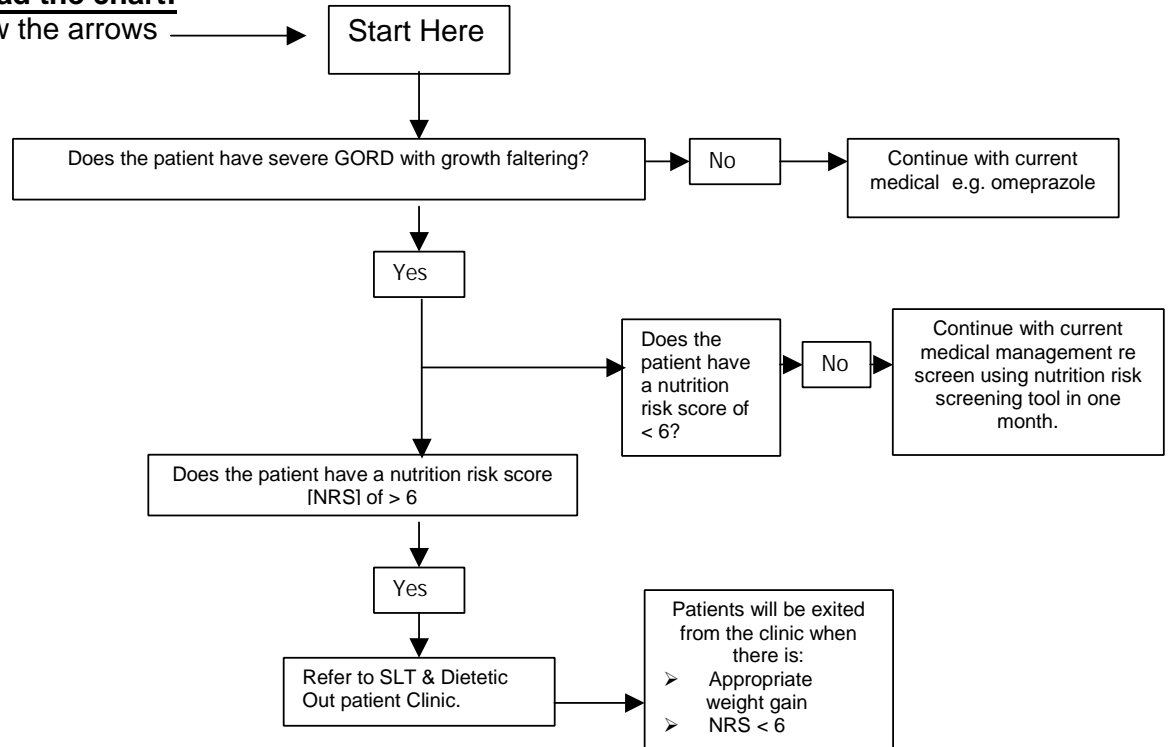 ad the chart:
w the arrows
Start Here
Does the patient have severe GORD with growth faltering?
No
Continue with current
medical e.g. omeprazole
Yes
Does the
patient have
a nutrition
risk score of
< 6?
No
Continue with current
medical management re
screen using nutrition risk
screening tool in one
month.
Does the patient have a nutrition risk score
[NRS] of > 6
Yes
Refer to SLT & Dietetic
Out patient Clinic.
Patients will be exited
from the clinic when
there is:
➢ Appropriate
weight gain
➢ NRS < 6